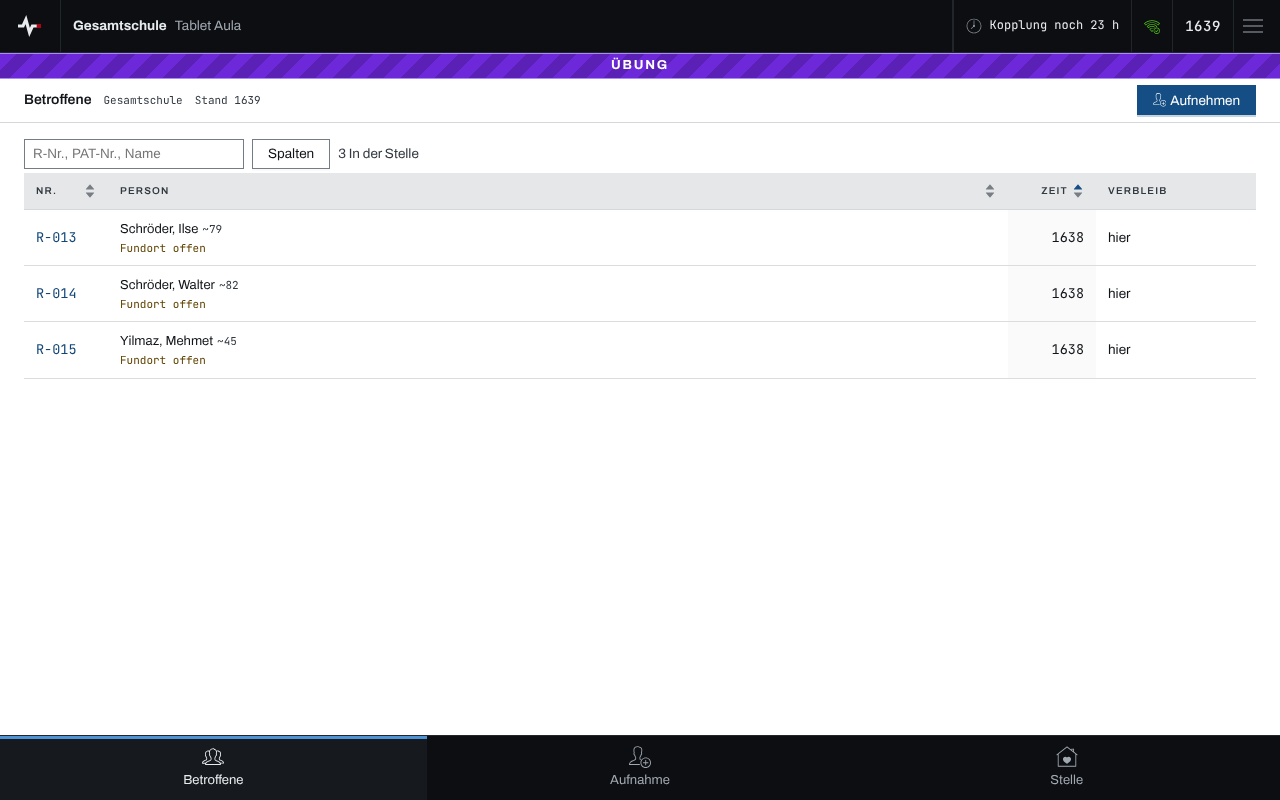 Gesamtschule Tablet Aula
Kopplung noch 23 h
1639
ÜBUNG
Betroffene Gesamtschule Stand 1639
Aufnehmen
R-Nr., PAT-Nr., Name
Spalten
3 In der Stelle
NR. PERSON ZEIT VERBLEIB
R-013 Schröder, Ilse ~79 1638 hier
Fundort offen
R-014 Schröder, Walter ~82 1638 hier
Fundort offen
R-015 Yilmaz, Mehmet ~45 1638 hier
Fundort offen
Betroffene
Aufnahme
Stelle